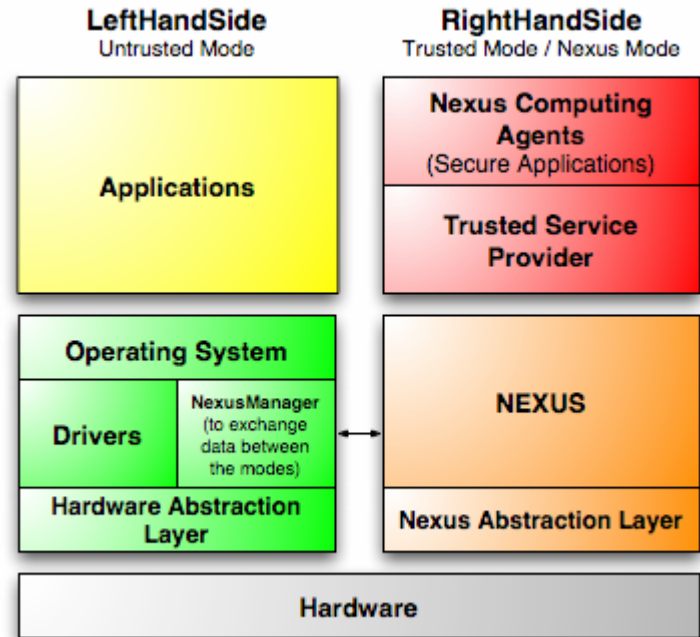 LeftHandSide
Untrusted Mode
RightHandSide
Trusted Mode / Nexus Mode
Applications
Nexus Computing
Agents
(Secure Applications)
Trusted Service
Provider
Operating System
Drivers
NexusManager
(to exchange
data between
the modes)
Hardware Abstraction
Layer
NEXUS
Nexus Abstraction Layer
Hardware